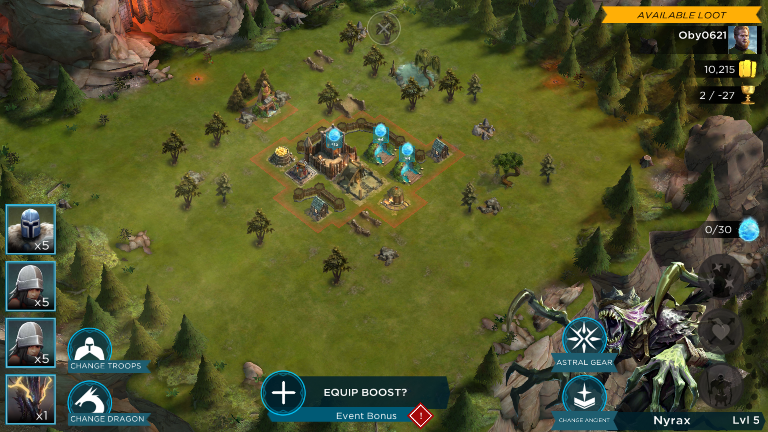 AVAILABLE LOOT
Oby0621
10,215
2 / -27
0/30
x5
x5
x5
x1
CHANGE TROOPS
CHANGE DRAGON
EQUIP BOOST?
Event Bonus
ASTRAL GEAR
CHANGE ANCIENT
Nyrax Lvl 5